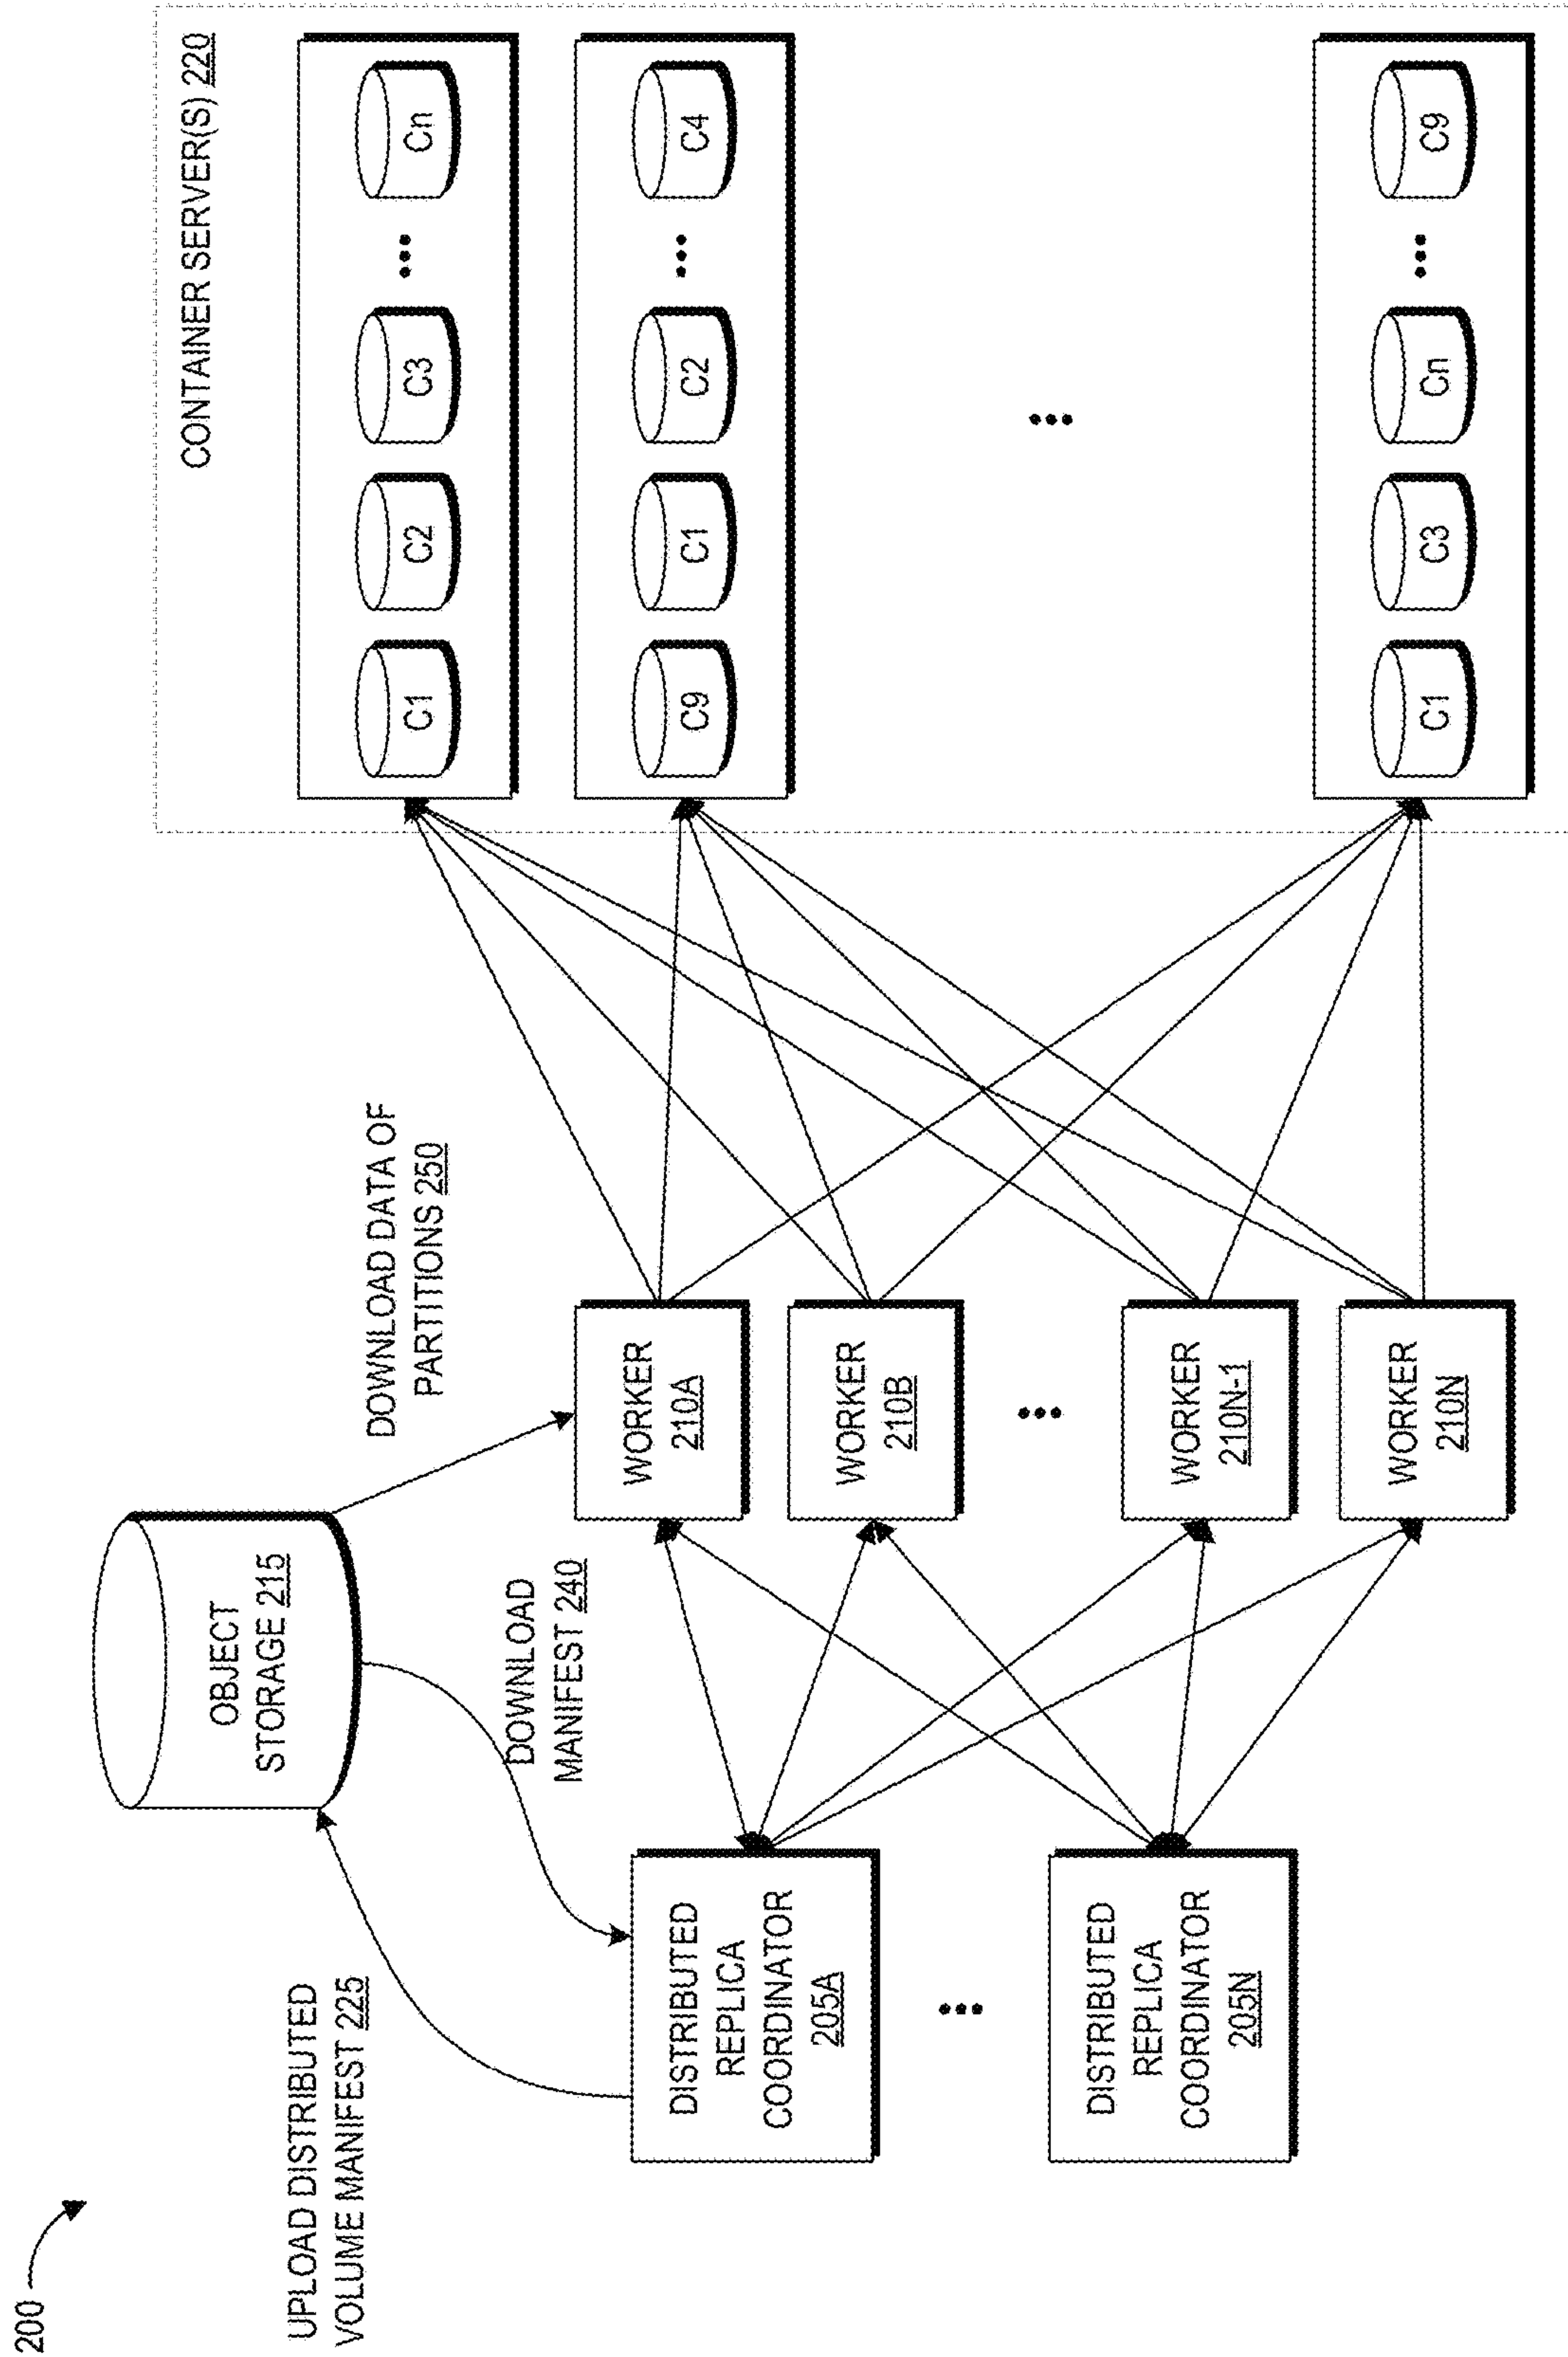 200
UPLOAD DISTRIBUTED
VOLUME MANIFEST 225
OBJECT
STORAGE 215
DOWNLOAD
MANIFEST 240
DOWNLOAD DATA OF
PARTITIONS 250
DISTRIBUTED
REPLICA
COORDINATOR
205A
•••
DISTRIBUTED
REPLICA
COORDINATOR
205N
WORKER
210A
WORKER
210B
•••
WORKER
210N-1
WORKER
210N
CONTAINER SERVER(S) 220
C1 C2 C3 ••• Cn
C9 C1 C2 ••• C4
•••
C1 C3 Cn ••• C9